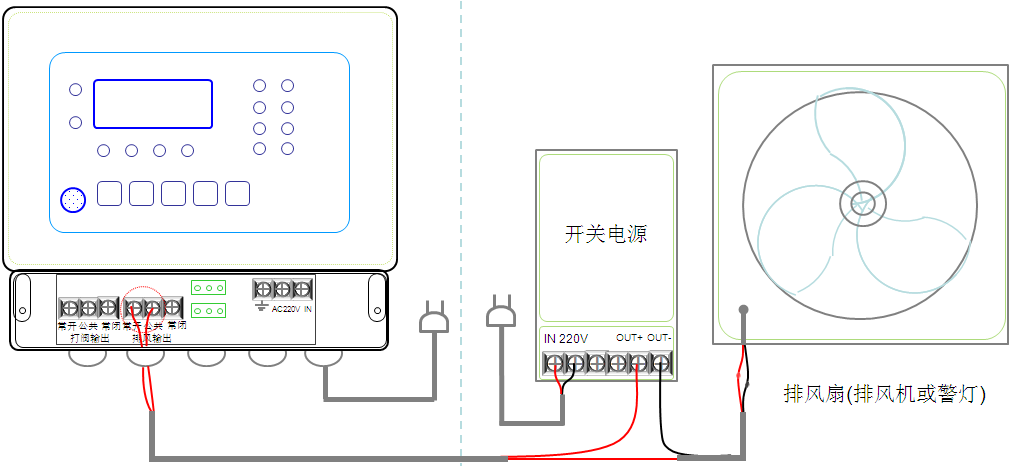 开关电源
IN 220V OUT+ OUT-
AC220V IN
常开 公共 常闭 常开 公共 常闭
打阀输出 排风输出
排风扇(排风机或警灯)